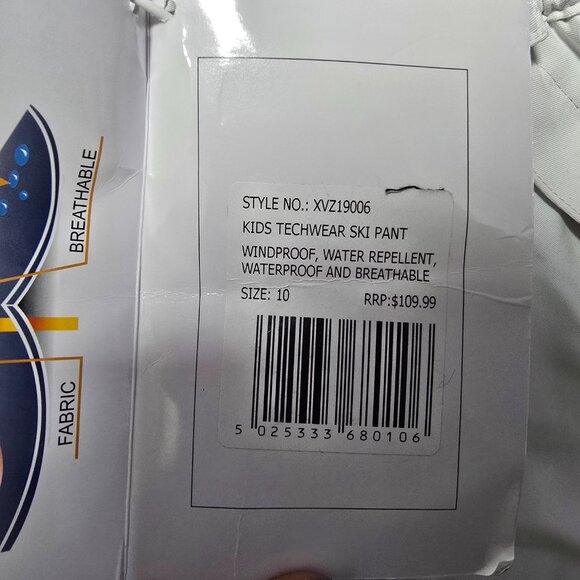 BREATHABLE
FABRIC
STYLE NO.: XVZ19006
KIDS TECHWEAR SKI PANT
WINDPROOF, WATER REPELLENT,
WATERPROOF AND BREATHABLE
SIZE: 10 RRP:$109.99
5 025333 680106